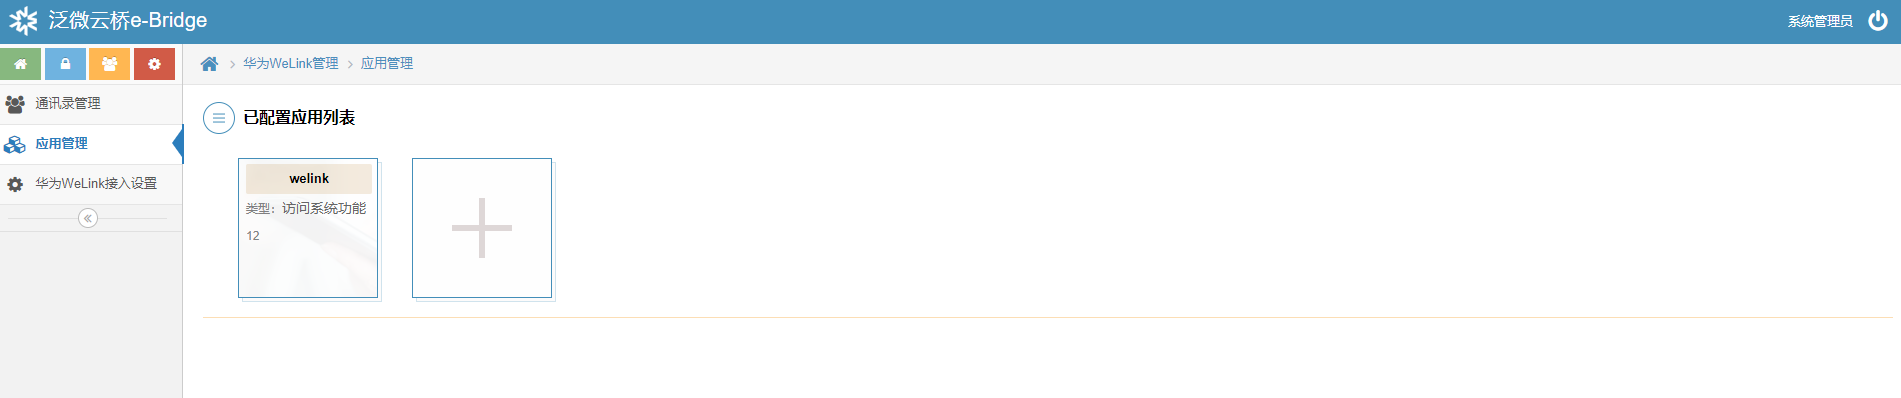 泛微云桥e-Bridge
系统管理员
华为WeLink管理 > 应用管理
通讯录管理
应用管理
华为WeLink接入设置
已配置应用列表
welink
类型：访问系统功能
12